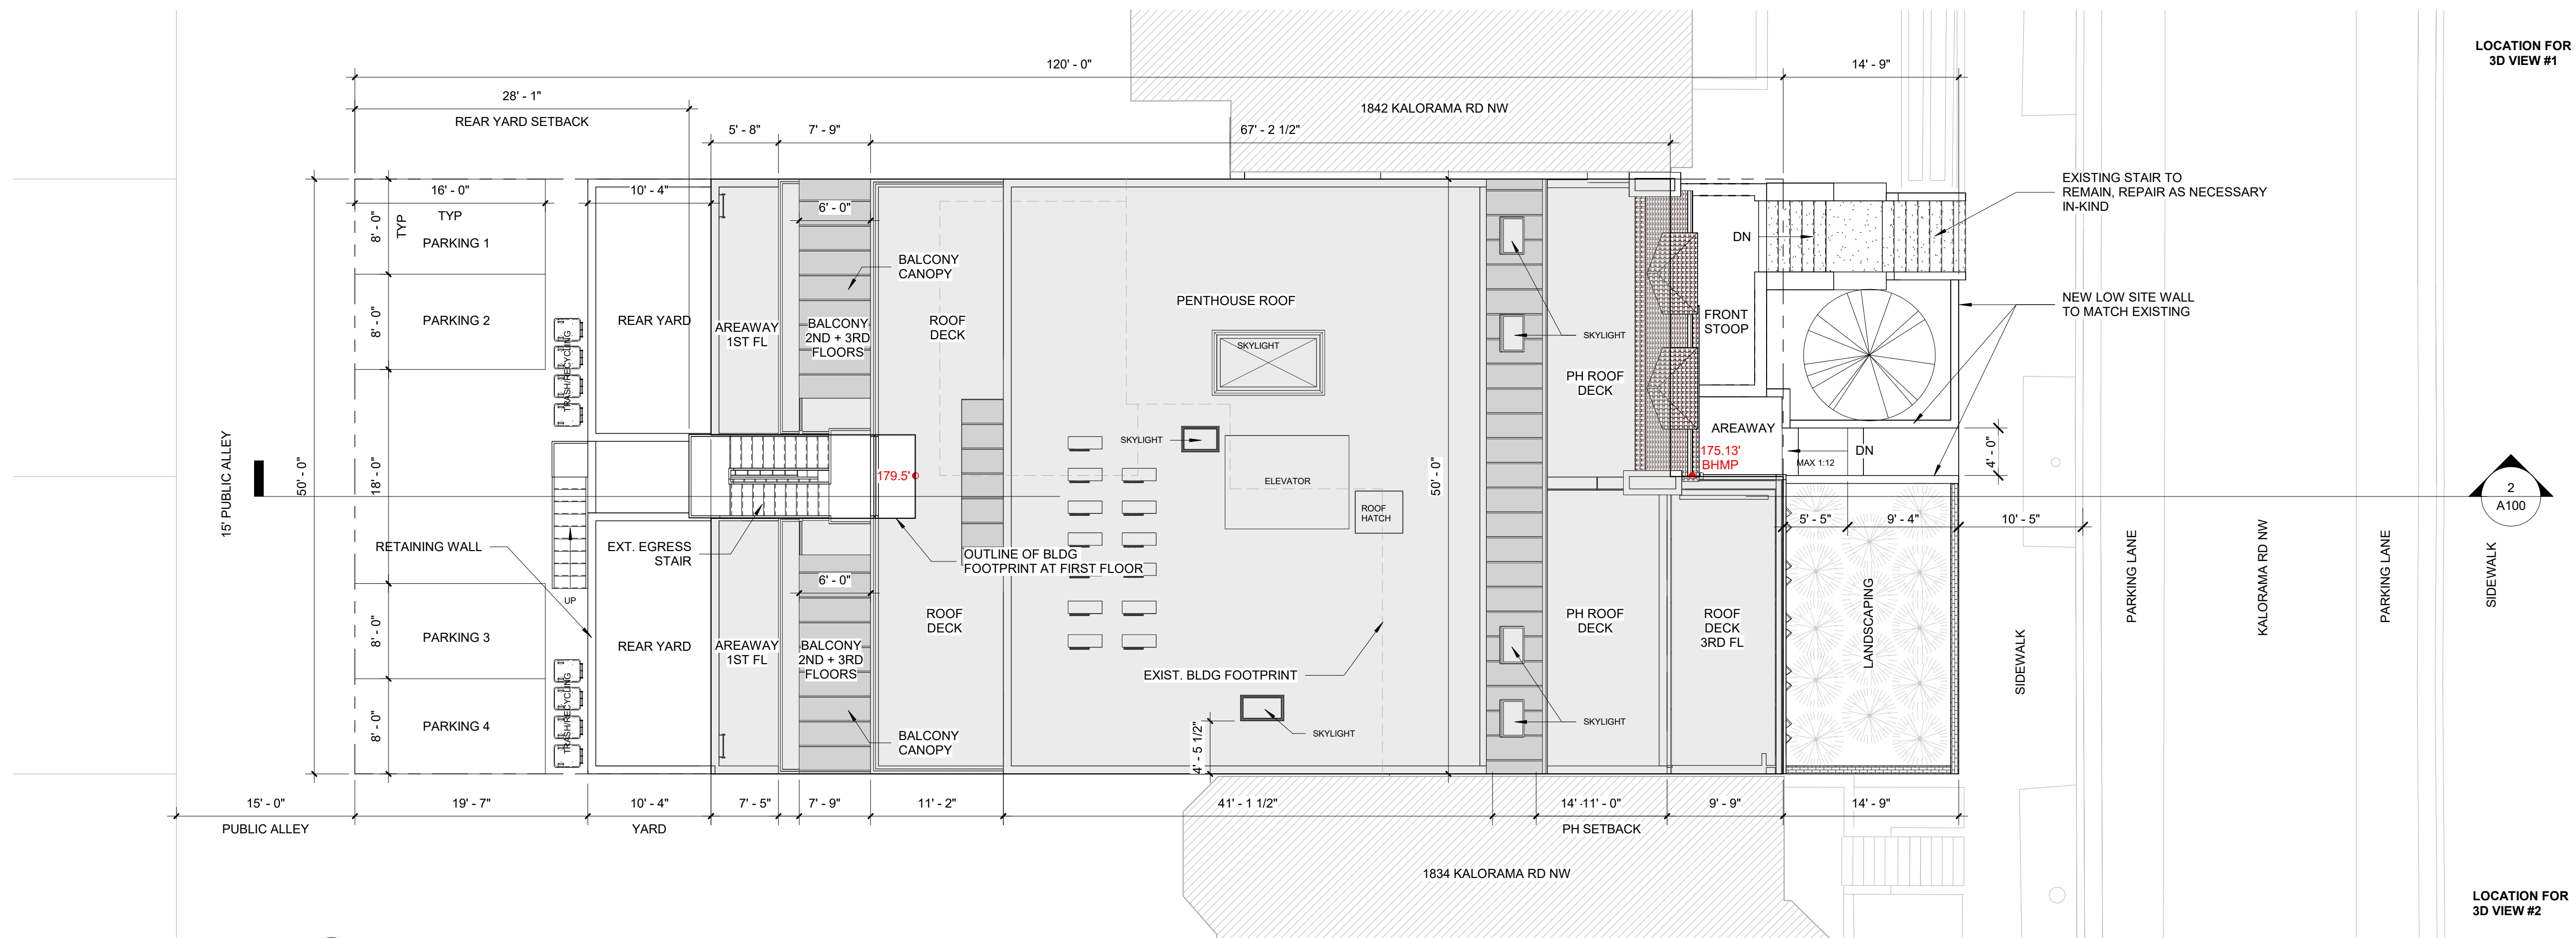 LOCATION FOR
3D VIEW #1
120' - 0"
14' - 9"
28' - 1"
REAR YARD SETBACK
1842 KALORAMA RD NW
5' - 8"
7' - 9"
67' - 2 1/2"
EXISTING STAIR TO
REMAIN, REPAIR AS NECESSARY
IN-KIND
16' - 0"
TYP
8' - 0"
TYP
PARKING 1
10' - 4"
6' - 0"
DN
BALCONY
CANOPY
PENTHOUSE ROOF
NEW LOW SITE WALL
TO MATCH EXISTING
8' - 0"
PARKING 2
TRASH/RECYCLING
REAR YARD
AREAWAY
1ST FL
BALCONY
2ND + 3RD
FLOORS
ROOF
DECK
SKYLIGHT
SKYLIGHT
FRONT
STOOP
PH ROOF
DECK
15' PUBLIC ALLEY
50' - 0"
18' - 0"
SKYLIGHT
AREAWAY
175.13'
BHMP
MAX 1:12
DN
4' - 0"
179.5'
ELEVATOR
ROOF
HATCH
50' - 0"
2
A100
5' - 5"
9' - 4"
10' - 5"
RETAINING WALL
EXT. EGRESS
STAIR
OUTLINE OF BLDG
FOOTPRINT AT FIRST FLOOR
PARKING LANE
KALORAMA RD NW
PARKING LANE
SIDEWALK
UP
6' - 0"
8' - 0"
PARKING 3
REAR YARD
AREAWAY
1ST FL
BALCONY
2ND + 3RD
FLOORS
ROOF
DECK
PH ROOF
DECK
ROOF
DECK
3RD FL
LANDSCAPING
SIDEWALK
EXIST. BLDG FOOTPRINT
8' - 0"
PARKING 4
TRASH/RECYCLING
BALCONY
CANOPY
4' - 5 1/2"
SKYLIGHT
SKYLIGHT
15' - 0"
19' - 7"
10' - 4"
7' - 5"
7' - 9"
11' - 2"
41' - 1 1/2"
14' 11' - 0"
9' - 9"
14' - 9"
PUBLIC ALLEY
YARD
PH SETBACK
1834 KALORAMA RD NW
LOCATION FOR
3D VIEW #2